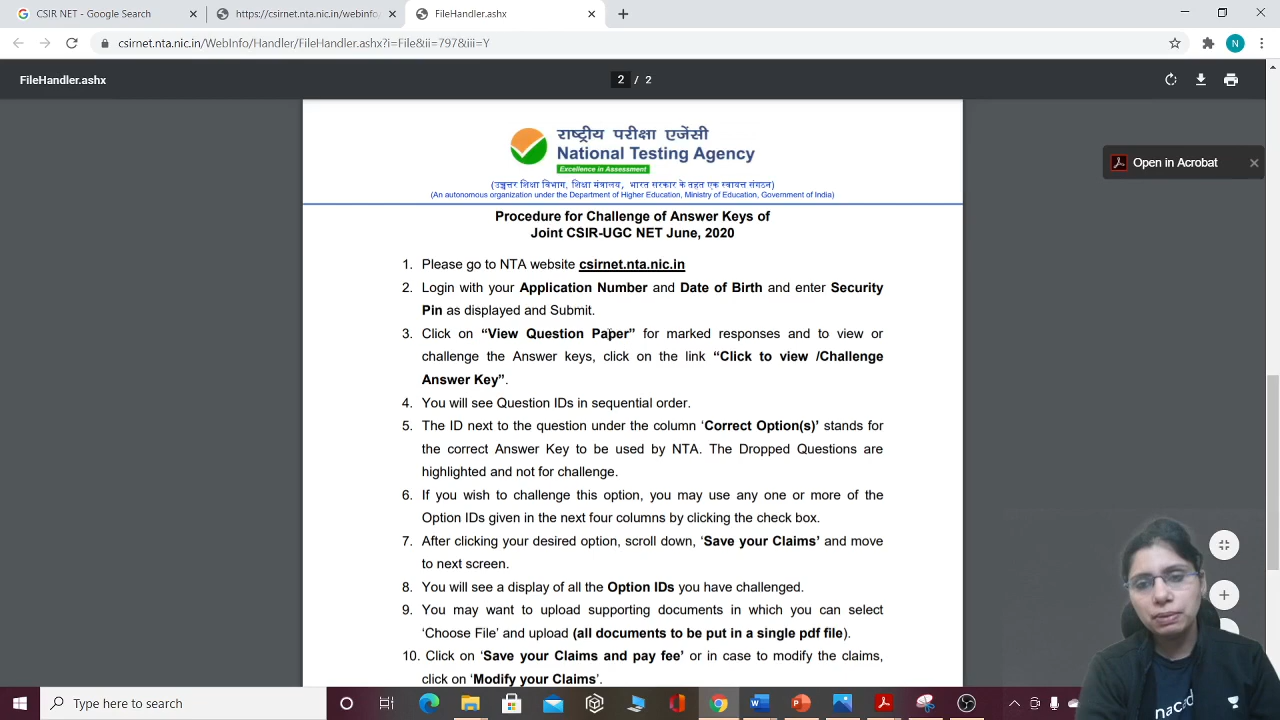 CSIR NET - Google Search
https://csirnet.nta.nic.in/webinfo
FileHandler.ashx
csirnet.nta.nic.in/WebInfo/Handler/FileHandler.ashx?i=File&ii=797&iii=Y
N
FileHandler.ashx
2 / 2
Open in Acrobat
राष्ट्रीय परीक्षा एजेंसी
National Testing Agency
Excellence in Assessment
(उच्चतर शिक्षा विभाग, शिक्षा मंत्रालय, भारत सरकार के तहत एक स्वायत्त संगठन)
(An autonomous organization under the Department of Higher Education, Ministry of Education, Government of India)
Procedure for Challenge of Answer Keys of
Joint CSIR-UGC NET June, 2020
1. Please go to NTA website csirnet.nta.nic.in
2. Login with your Application Number and Date of Birth and enter Security
Pin as displayed and Submit.
3. Click on “View Question Paper” for marked responses and to view or
challenge the Answer keys, click on the link “Click to view /Challenge
Answer Key”.
4. You will see Question IDs in sequential order.
5. The ID next to the question under the column ‘Correct Option(s)’ stands for
the correct Answer Key to be used by NTA. The Dropped Questions are
highlighted and not for challenge.
6. If you wish to challenge this option, you may use any one or more of the
Option IDs given in the next four columns by clicking the check box.
7. After clicking your desired option, scroll down, ‘Save your Claims’ and move
to next screen.
8. You will see a display of all the Option IDs you have challenged.
9. You may want to upload supporting documents in which you can select
‘Choose File’ and upload (all documents to be put in a single pdf file).
10. Click on ‘Save your Claims and pay fee’ or in case to modify the claims,
click on ‘Modify your Claims’.
Type here to search